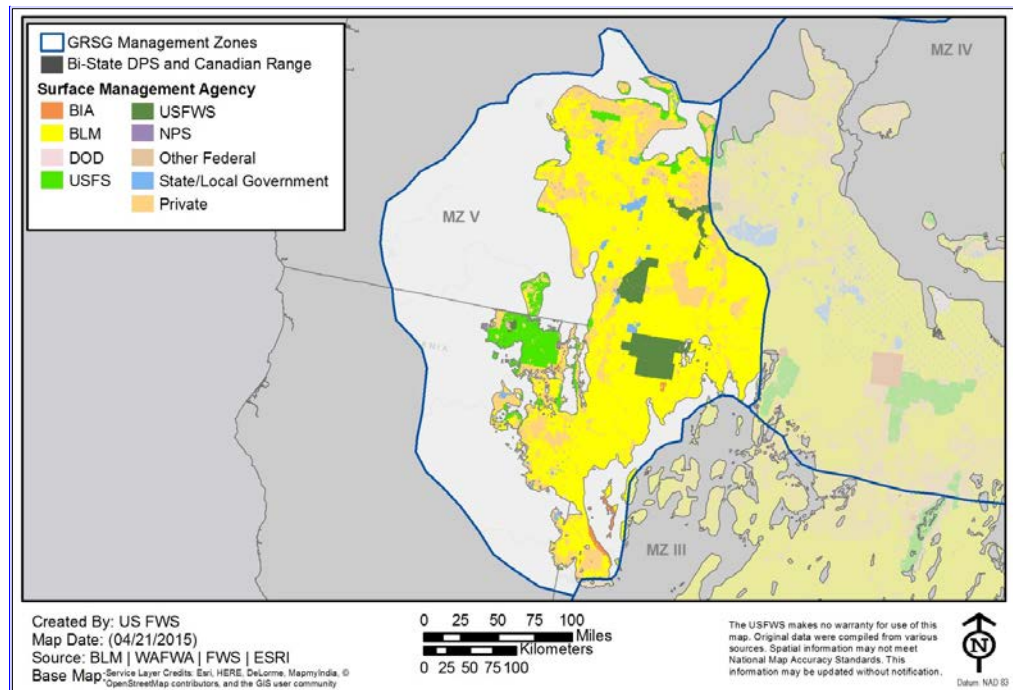 GRSG Management Zones
Bi-State DPS and Canadian Range
Surface Management Agency
BIA
BLM
DOD
USFS
USFWS
NPS
Other Federal
State/Local Government
Private
MZ IV
MZ V
MZ III
Created By: US FWS
Map Date: (04/21/2015)
Source: BLM | WAFWA | FWS | ESRI
Base Map: Service Layer Credits: Esri, HERE, DeLorme, MapmyIndia, ©
OpenStreetMap contributors, and the GIS user community
0 25 50 75 100
Miles
Kilometers
0 25 50 75 100
The USFWS makes no warranty for use of this
map. Original data were compiled from various
sources. Spatial information may not meet
National Map Accuracy Standards. This
information may be updated without notification.
N
Datum: NAD 83